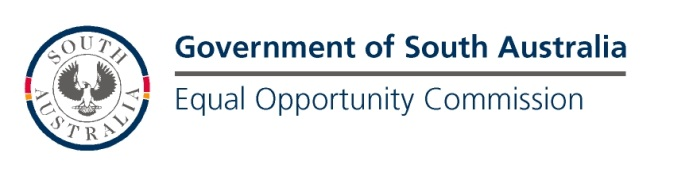 SOUTH
AUSTRALIA
Government of South Australia
Equal Opportunity Commission